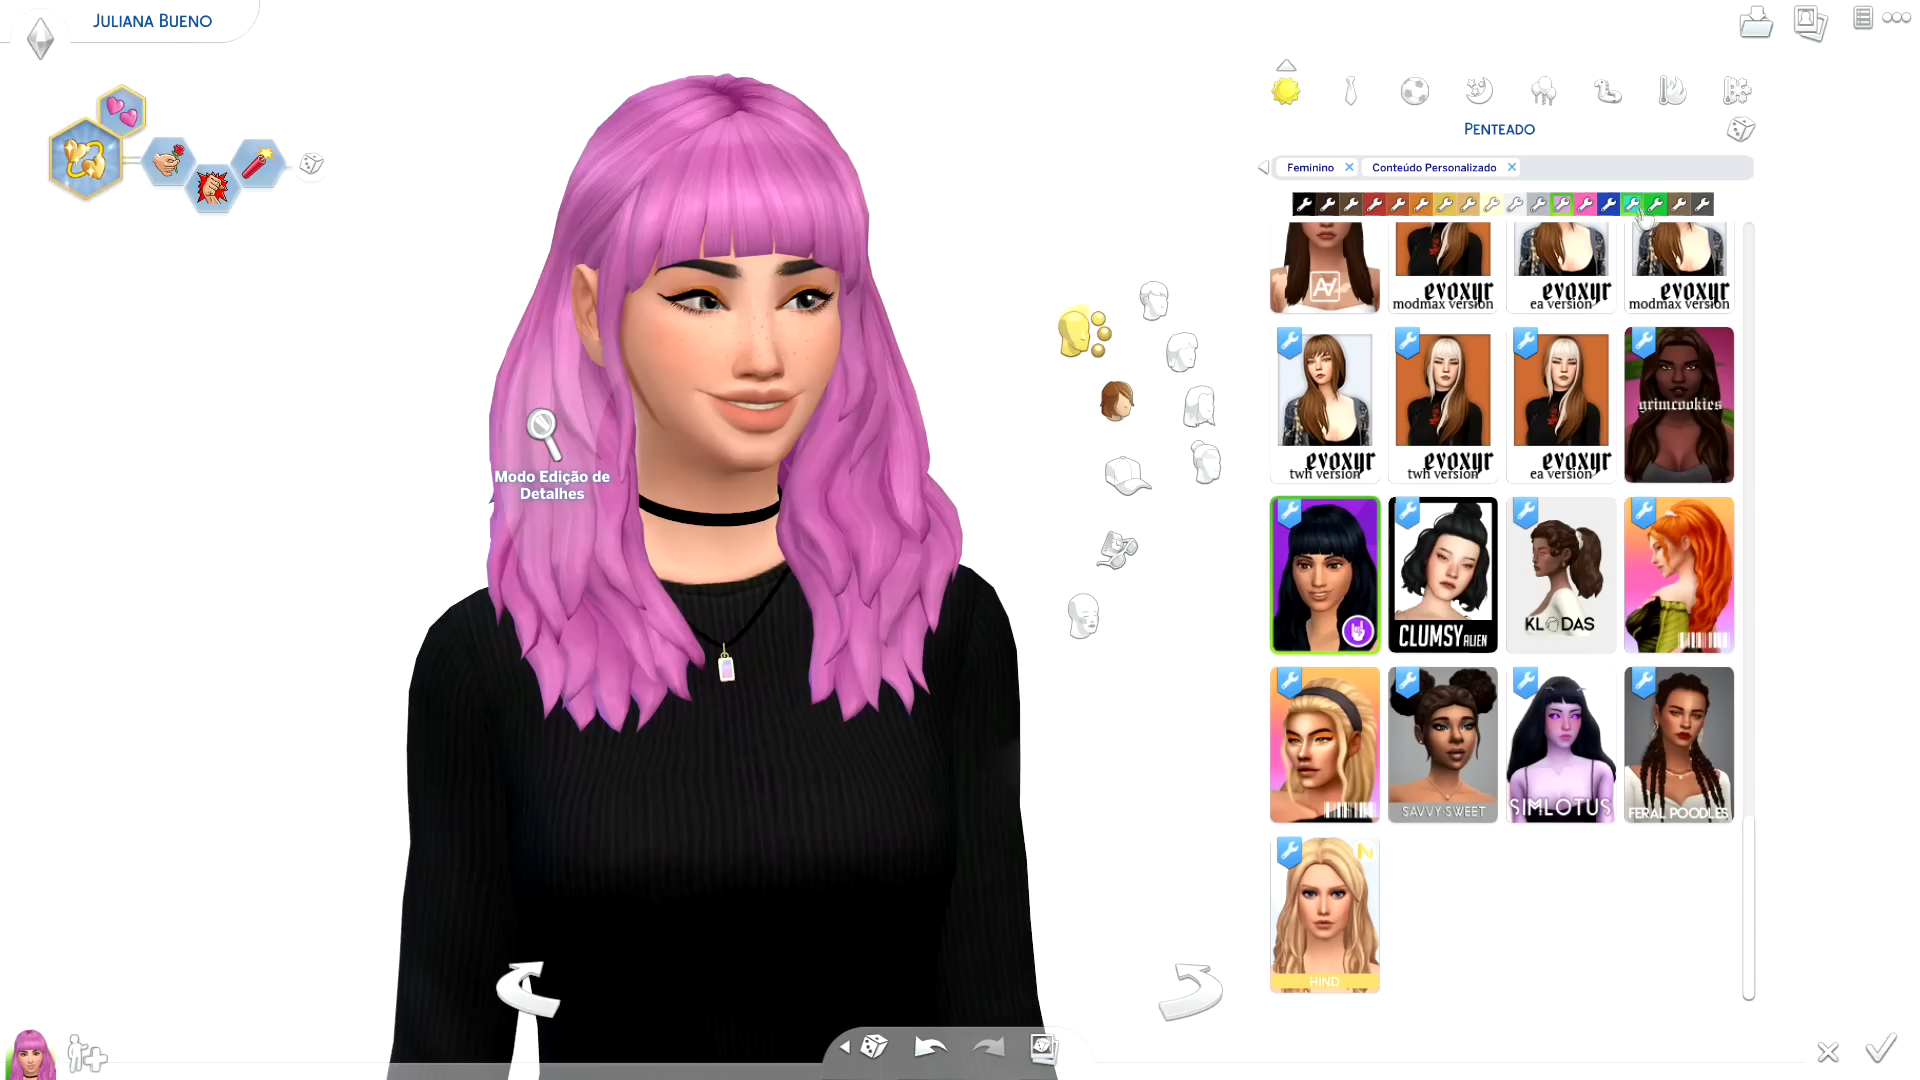 JULIANA BUENO
PENTEADO
Feminino
Conteúdo Personalizado
evoxyr
modmax version
evoxyr
ea version
evoxyr
modmax version
Modo Edição de
Detalhes
evoxyr
twh version
evoxyr
twh version
evoxyr
ea version
grimcookies
CLUMSY ALIEN
KLODAS
SAVVY SWEET
SIMLOTUS
FERAL POODLES
N
HIND